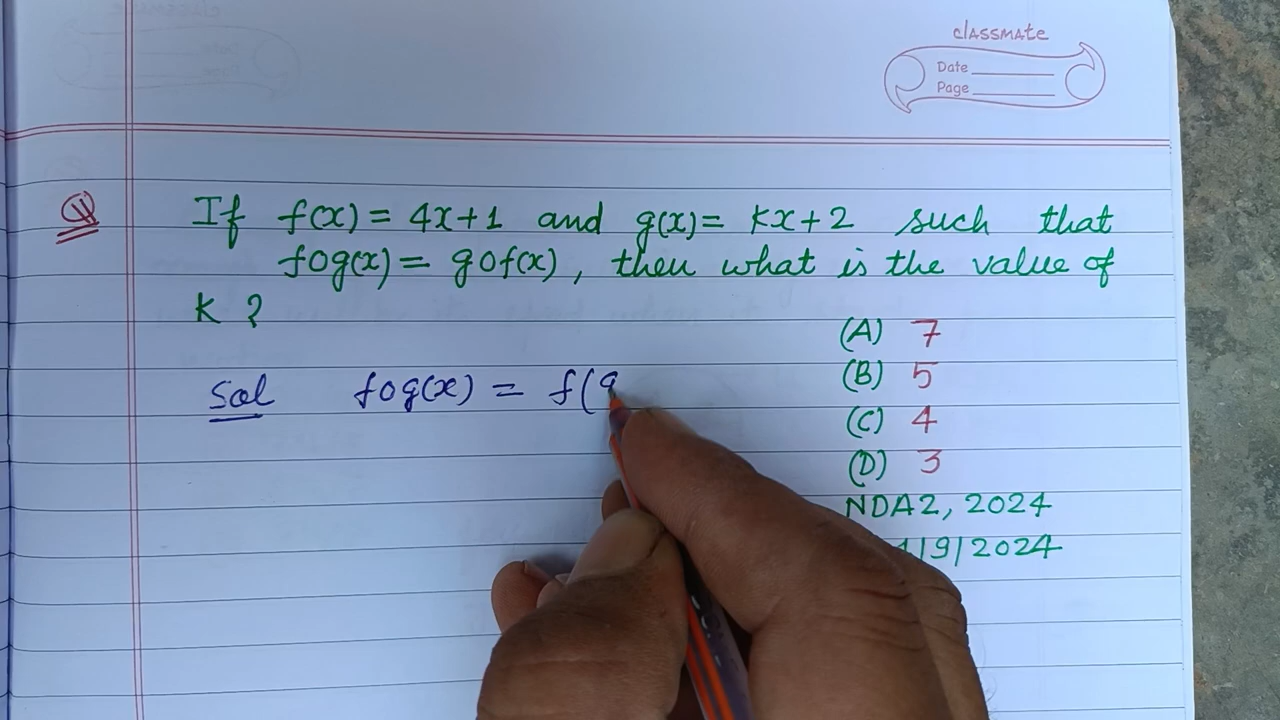 classmate
Date
Page
Q
If f(x) = 4x+1 and g(x) = kx+2 such that
fog(x) = gof(x), then what is the value of
k ?
(A) 7
(B) 5
(C) 4
(D) 3
Sol fog(x) = f(g
NDA2, 2024
1/9/2024